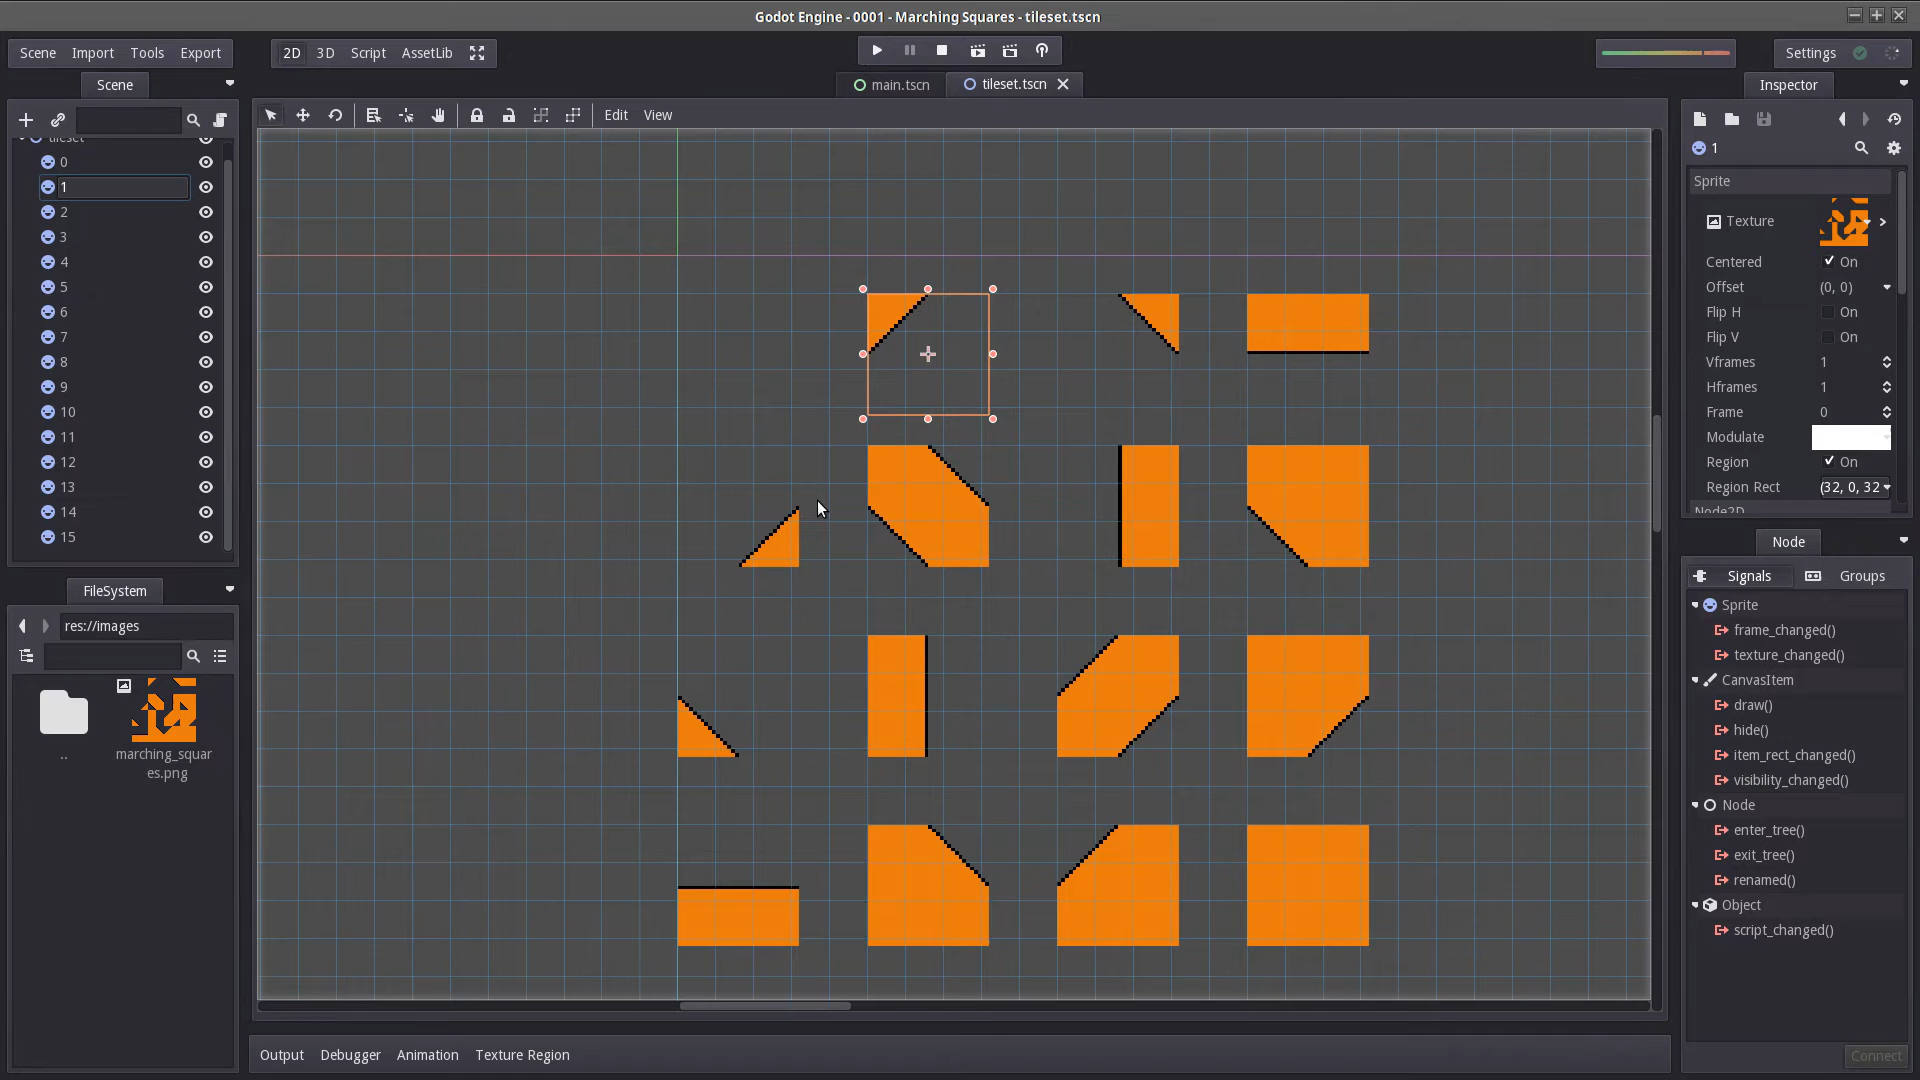 Godot Engine - 0001 - Marching Squares - tileset.tscn
Scene Import Tools Export
2D 3D Script AssetLib
Settings
Scene
main.tscn
tileset.tscn
Inspector
Edit View
tileset
0
1
2
3
4
5
6
7
8
9
10
11
12
13
14
15
FileSystem
res://images
..
marching_squar
es.png
1
Sprite
Texture
Centered On
Offset (0, 0)
Flip H On
Flip V On
Vframes 1
Hframes 1
Frame 0
Modulate
Region On
Region Rect (32, 0, 32
Node2D
Node
Signals Groups
Sprite
frame_changed()
texture_changed()
CanvasItem
draw()
hide()
item_rect_changed()
visibility_changed()
Node
enter_tree()
exit_tree()
renamed()
Object
script_changed()
Connect
Output Debugger Animation Texture Region